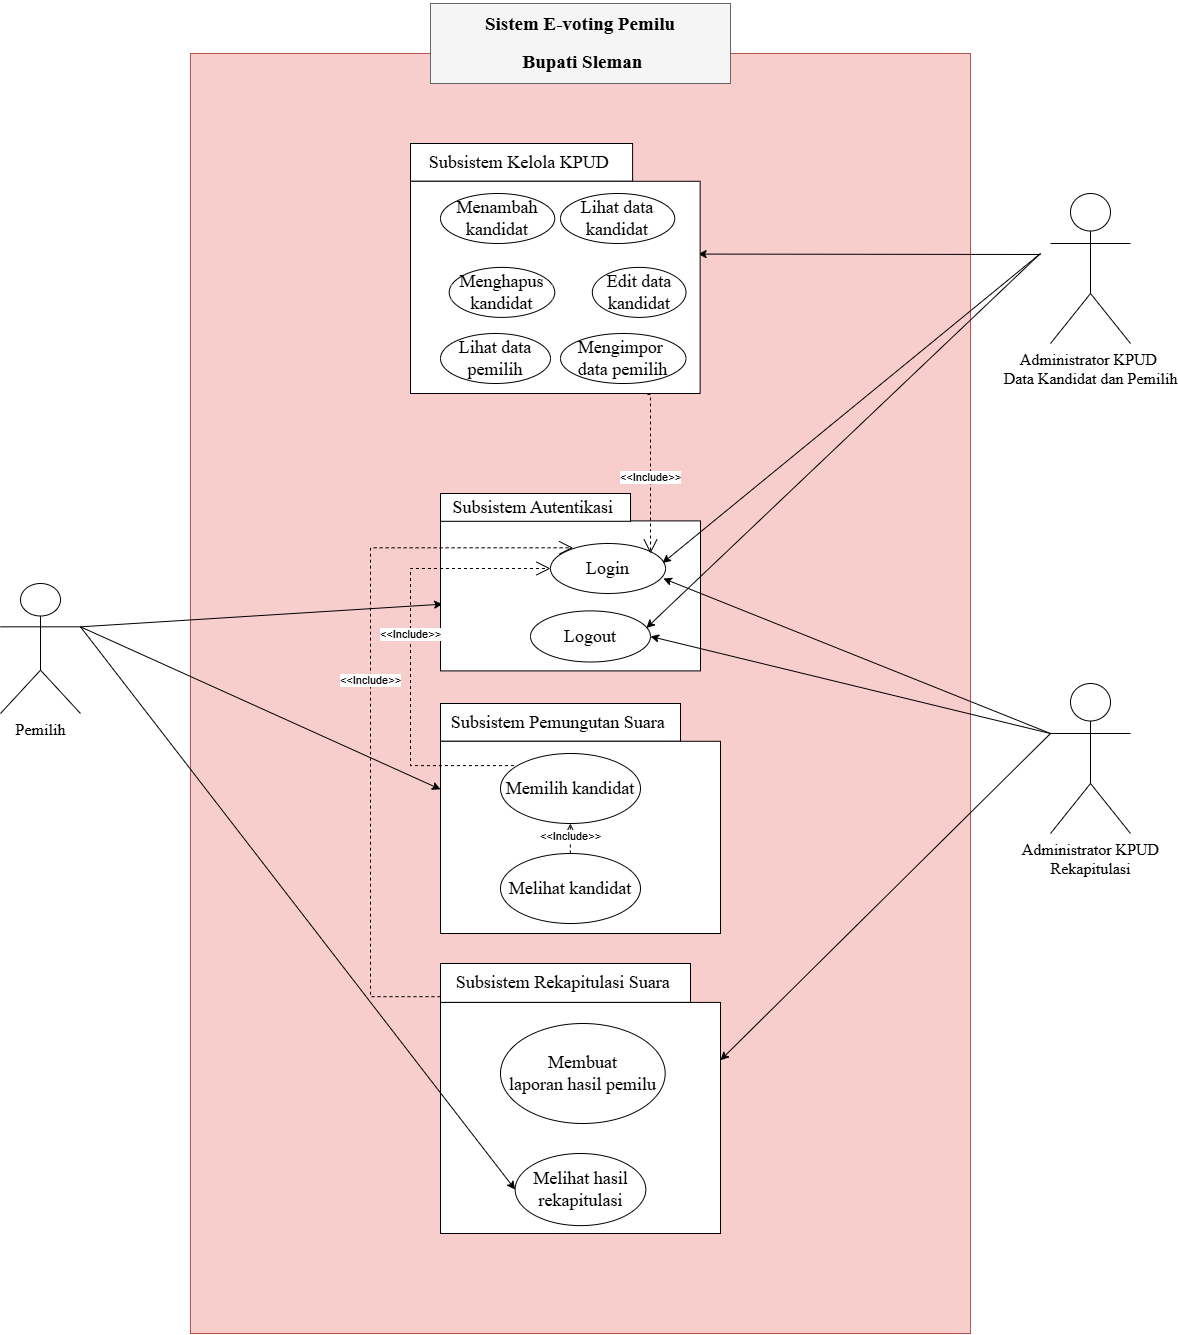 Sistem E-voting Pemilu
Bupati Sleman
Subsistem Kelola KPUD
Menambah
kandidat
Lihat data
kandidat
Menghapus
kandidat
Edit data
kandidat
Lihat data
pemilih
Mengimpor
data pemilih
Administrator KPUD
Data Kandidat dan Pemilih
<<Include>>
Subsistem Autentikasi
Login
Logout
<<Include>>
<<Include>>
Pemilih
Subsistem Pemungutan Suara
Memilih kandidat
<<Include>>
Melihat kandidat
Administrator KPUD
Rekapitulasi
Subsistem Rekapitulasi Suara
Membuat
laporan hasil pemilu
Melihat hasil
rekapitulasi